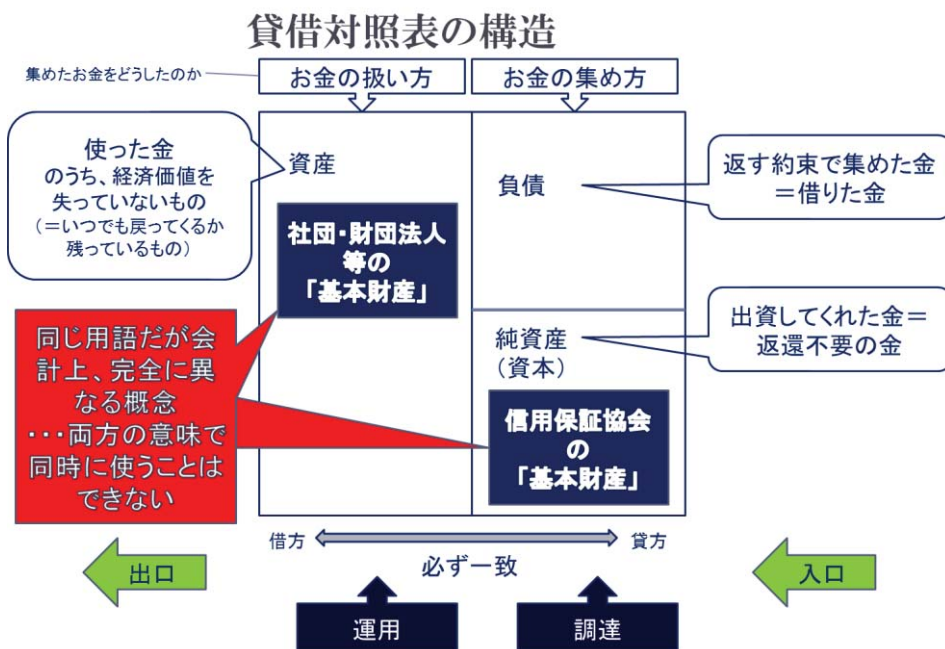 貸借対照表の構造
集めたお金をどうしたのか
お金の扱い方
お金の集め方
使った金
のうち、経済価値を
失っていないもの
(＝いつでも戻ってくるか
残っているもの)
資産
社団・財団法人
等の
「基本財産」
負債
返す約束で集めた金
＝借りた金
同じ用語だが会
計上、完全に異
なる概念
・・・両方の意味で
同時に使うことは
できない
純資産
(資本)
出資してくれた金＝
返還不要の金
信用保証協会
の
「基本財産」
借方
貸方
必ず一致
出口
入口
運用
調達